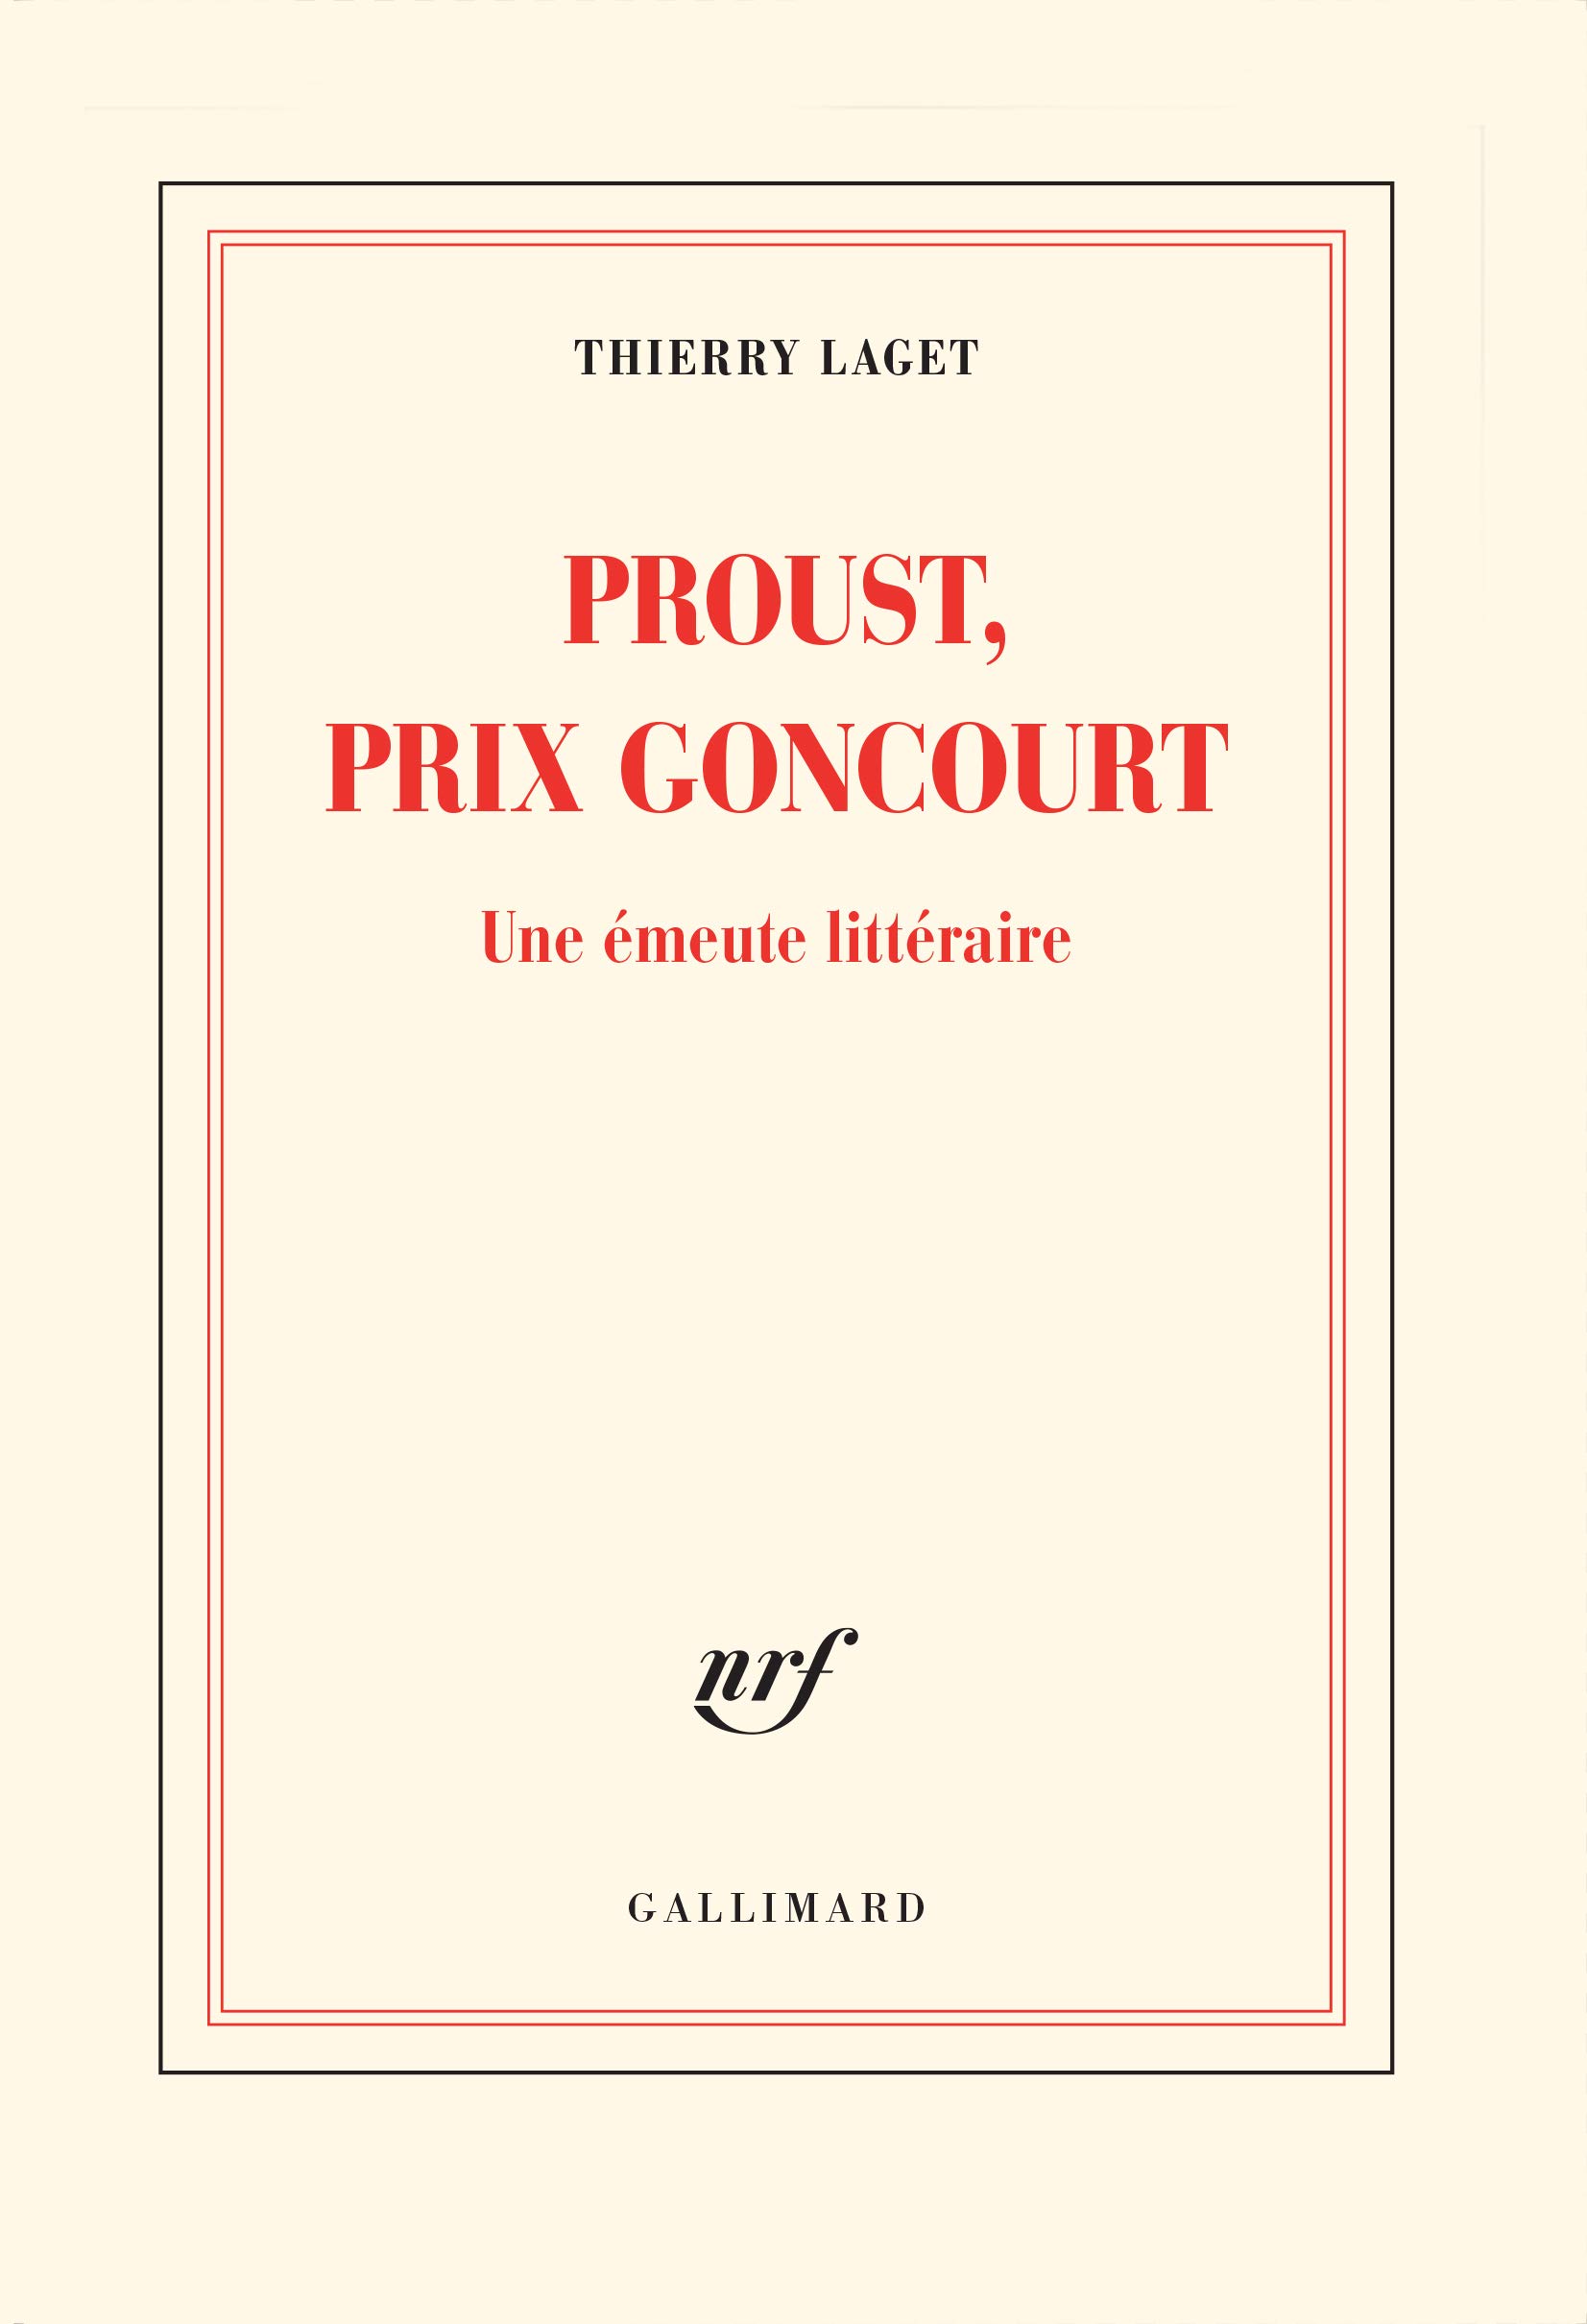 THIERRY LAGET
PROUST,
PRIX GONCOURT
Une émeute littéraire
nrf
GALLIMARD